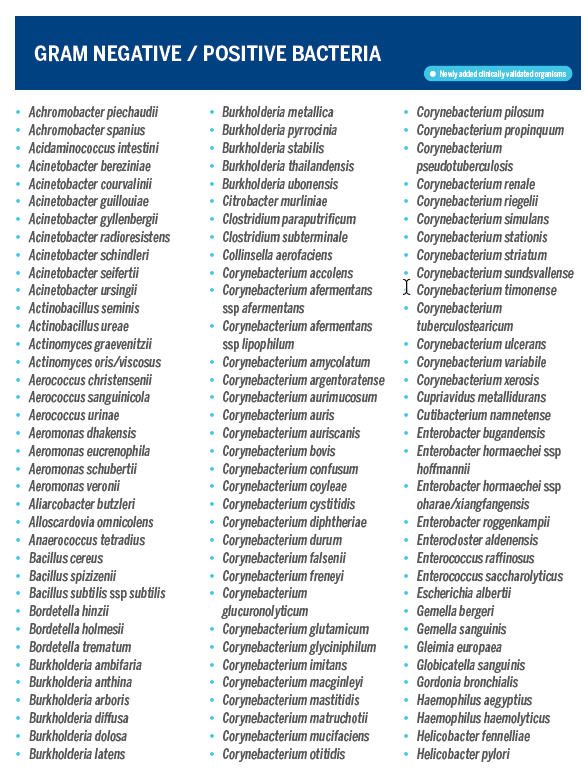 GRAM NEGATIVE / POSITIVE BACTERIA
Newly added clinically validated organisms
Achromobacter piechaudii
Achromobacter spanius
Acidaminococcus intestini
Acinetobacter bereziniae
Acinetobacter courvalinii
Acinetobacter guillouiae
Acinetobacter gyllenbergii
Acinetobacter radioresistens
Acinetobacter schindleri
Acinetobacter seifertii
Acinetobacter ursingii
Actinobacillus seminis
Actinobacillus ureae
Actinomyces graevenitzii
Actinomyces oris/viscosus
Aerococcus christensenii
Aerococcus sanguinicola
Aerococcus urinae
Aeromonas dhakensis
Aeromonas eucrenophila
Aeromonas schubertii
Aeromonas veronii
Aliarcobacter butzleri
Alloscardovia omnicolens
Anaerococcus tetradius
Bacillus cereus
Bacillus spizizenii
Bacillus subtilis ssp subtilis
Bordetella hinzii
Bordetella holmesii
Bordetella trematum
Burkholderia ambifaria
Burkholderia anthina
Burkholderia arboris
Burkholderia diffusa
Burkholderia dolosa
Burkholderia latens
Burkholderia metallica
Burkholderia pyrrocinia
Burkholderia stabilis
Burkholderia thailandensis
Burkholderia ubonensis
Citrobacter murliniae
Clostridium paraputrificum
Clostridium subterminale
Collinsella aerofaciens
Corynebacterium accolens
Corynebacterium afermentans
ssp afermentans
Corynebacterium afermentans
ssp lipophilum
Corynebacterium amycolatum
Corynebacterium argentoratense
Corynebacterium aurimucosum
Corynebacterium auris
Corynebacterium auriscanis
Corynebacterium bovis
Corynebacterium confusum
Corynebacterium coyleae
Corynebacterium cystitidis
Corynebacterium diphtheriae
Corynebacterium durum
Corynebacterium falsenii
Corynebacterium freneyi
Corynebacterium
glucuronolyticum
Corynebacterium glutamicum
Corynebacterium glyciniphilum
Corynebacterium imitans
Corynebacterium macginleyi
Corynebacterium mastitidis
Corynebacterium matruchotii
Corynebacterium mucifaciens
Corynebacterium otitidis
Corynebacterium pilosum
Corynebacterium propinquum
Corynebacterium
pseudotuberculosis
Corynebacterium renale
Corynebacterium riegelii
Corynebacterium simulans
Corynebacterium stationis
Corynebacterium striatum
Corynebacterium sundsvallense
Corynebacterium timonense
Corynebacterium
tuberculostearicum
Corynebacterium ulcerans
Corynebacterium variabile
Corynebacterium xerosis
Cupriavidus metallidurans
Cutibacterium namnetense
Enterobacter bugandensis
Enterobacter hormaechei ssp
hoffmannii
Enterobacter hormaechei ssp
oharae/xiangfangensis
Enterobacter roggenkampii
Enterocloster aldenensis
Enterococcus raffinosus
Enterococcus saccharolyticus
Escherichia albertii
Gemella bergeri
Gemella sanguinis
Gleimia europaea
Globicatella sanguinis
Gordonia bronchialis
Haemophilus aegyptius
Haemophilus haemolyticus
Helicobacter fennelliae
Helicobacter pylori